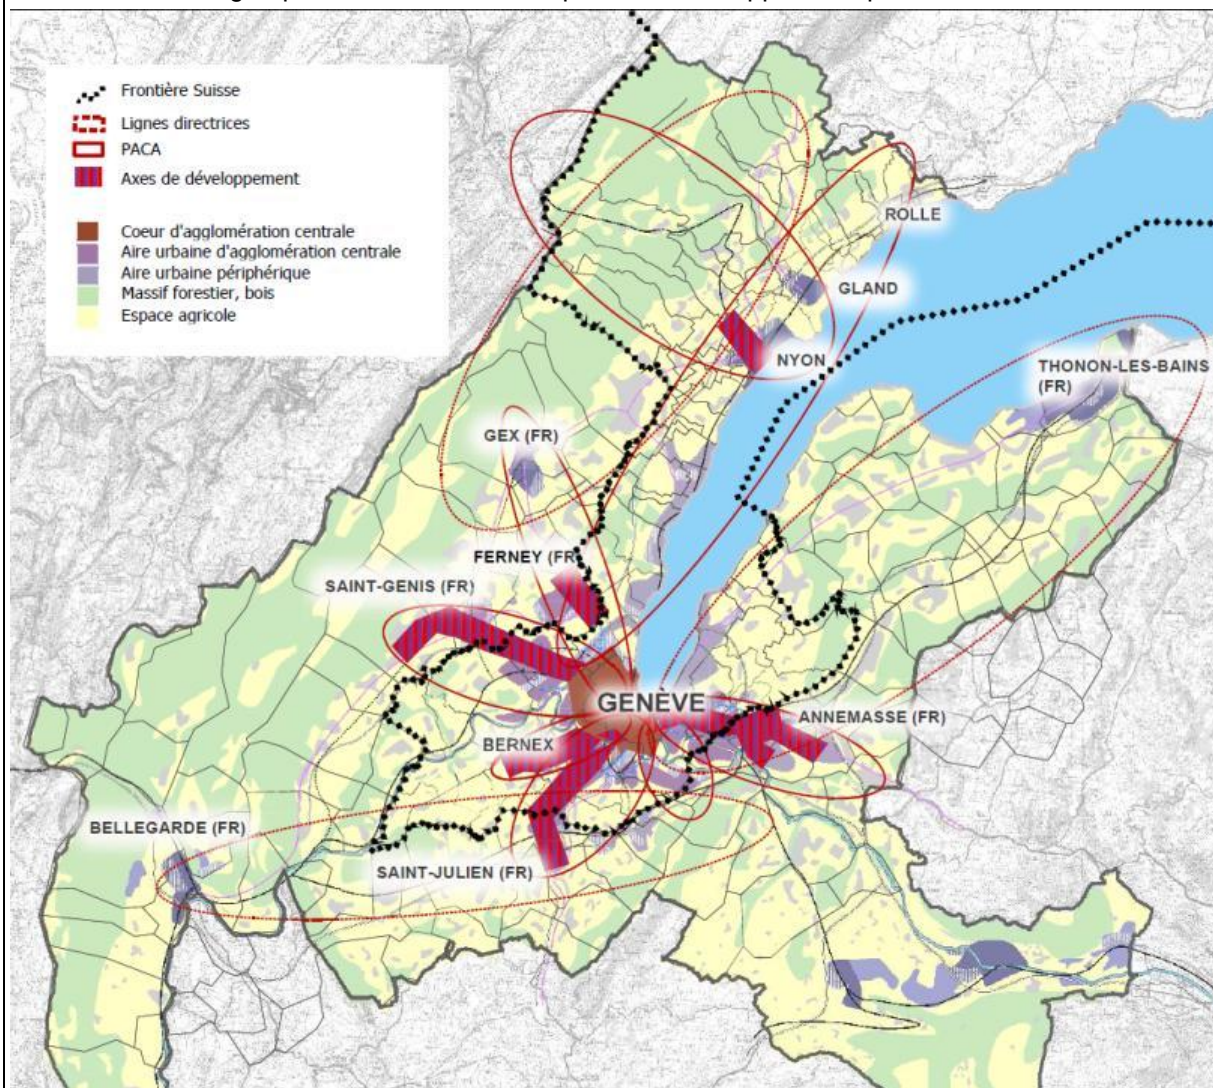 Frontière Suisse
Lignes directrices
PACA
Axes de développement
Coeur d'agglomération centrale
Aire urbaine d'agglomération centrale
Aire urbaine périphérique
Massif forestier, bois
Espace agricole
ROLLE
GLAND
NYON
THONON-LES-BAINS
(FR)
GEX (FR)
FERNEY (FR
SAINT-GENIS (FR)
GENÈVE
ANNEMASSE (FR)
BERNEX
BELLEGARDE (FR)
SAINT-JULIEN (FR)